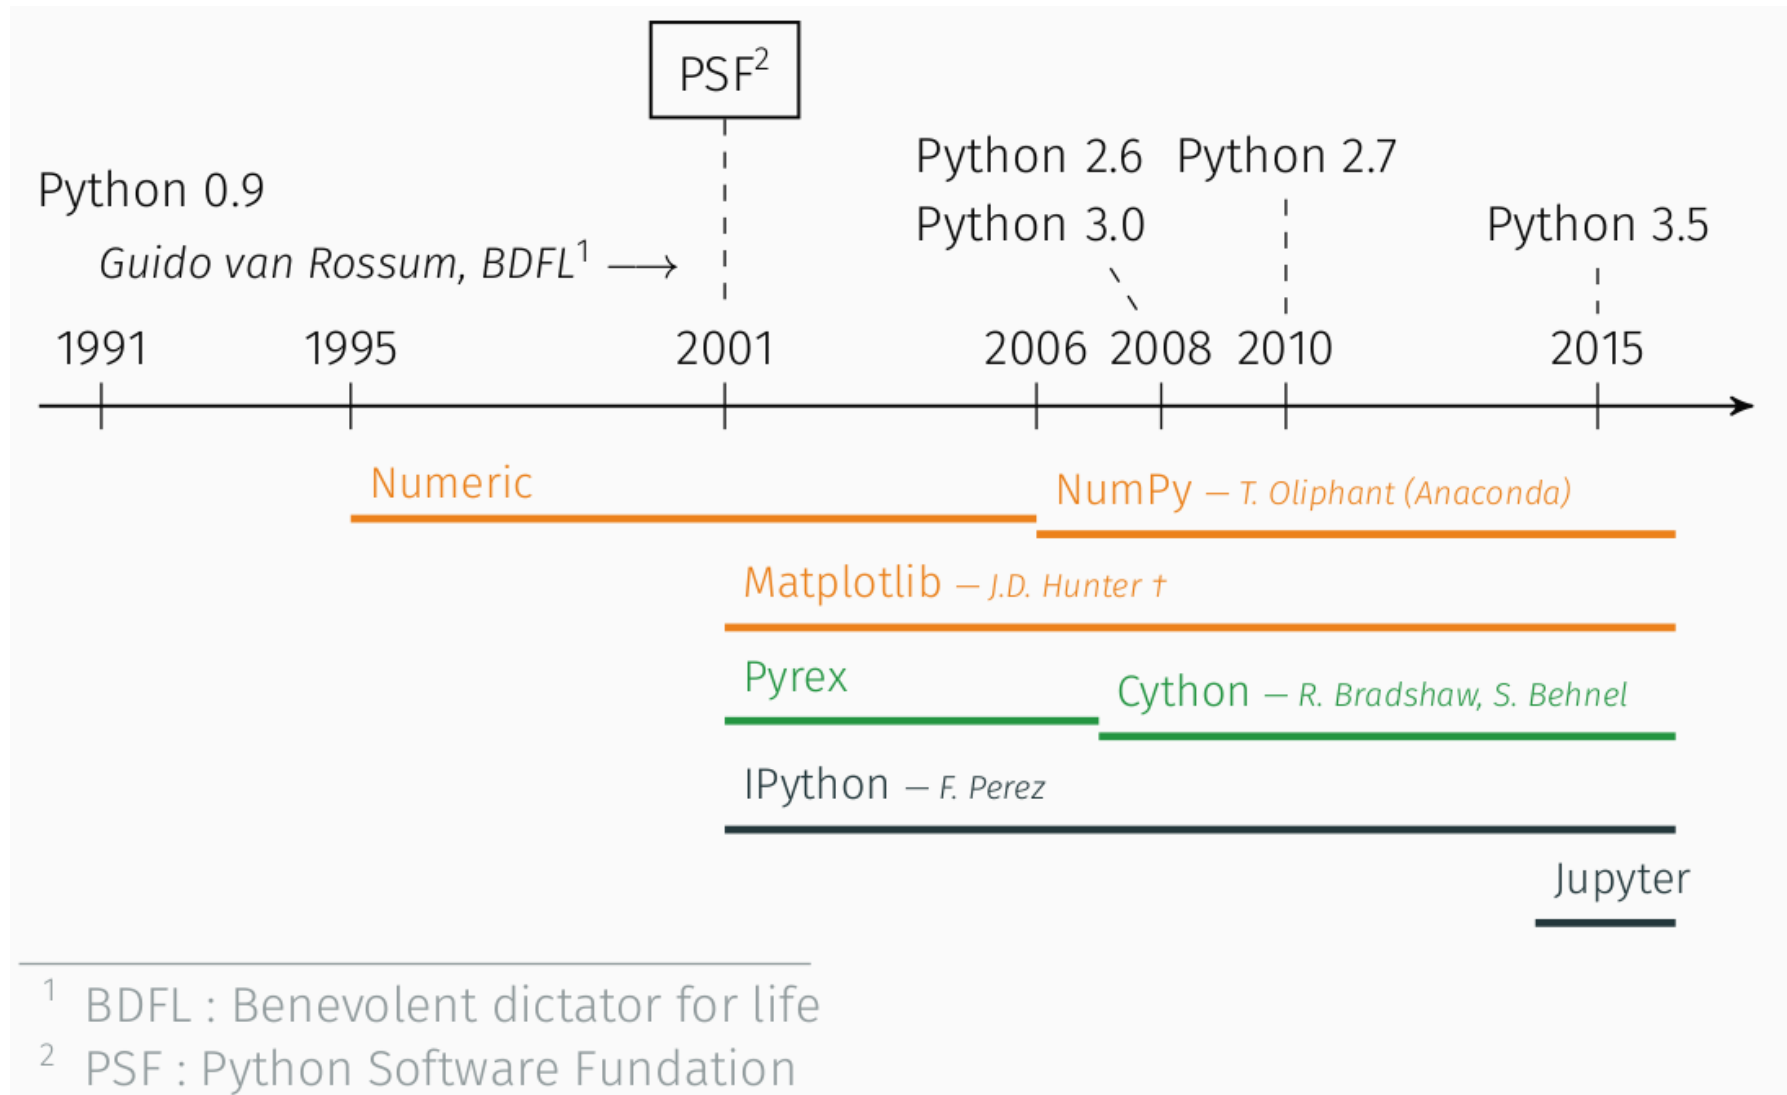 PSF²
Python 2.6 Python 2.7
Python 0.9
Python 3.0 Python 3.5
Guido van Rossum, BDFL¹ ⟶
1991 1995 2001 2006 2008 2010 2015
Numeric
NumPy — T. Oliphant (Anaconda)
Matplotlib — J.D. Hunter †
Pyrex
Cython — R. Bradshaw, S. Behnel
IPython — F. Perez
Jupyter
¹ BDFL : Benevolent dictator for life
² PSF : Python Software Fundation